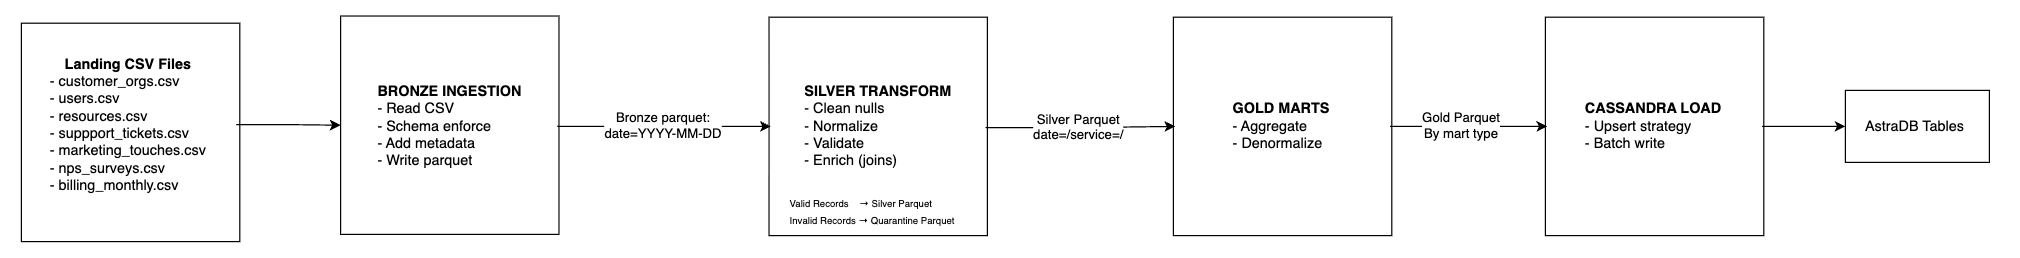 Landing CSV Files
- customer_orgs.csv
- users.csv
- resources.csv
- suppport_tickets.csv
- marketing_touches.csv
- nps_surveys.csv
- billing_monthly.csv
BRONZE INGESTION
- Read CSV
- Schema enforce
- Add metadata
- Write parquet
Bronze parquet:
date=YYYY-MM-DD
SILVER TRANSFORM
- Clean nulls
- Normalize
- Validate
- Enrich (joins)
Valid Records → Silver Parquet
Invalid Records → Quarantine Parquet
Silver Parquet
date=/service=/
GOLD MARTS
- Aggregate
- Denormalize
Gold Parquet
By mart type
CASSANDRA LOAD
- Upsert strategy
- Batch write
AstraDB Tables